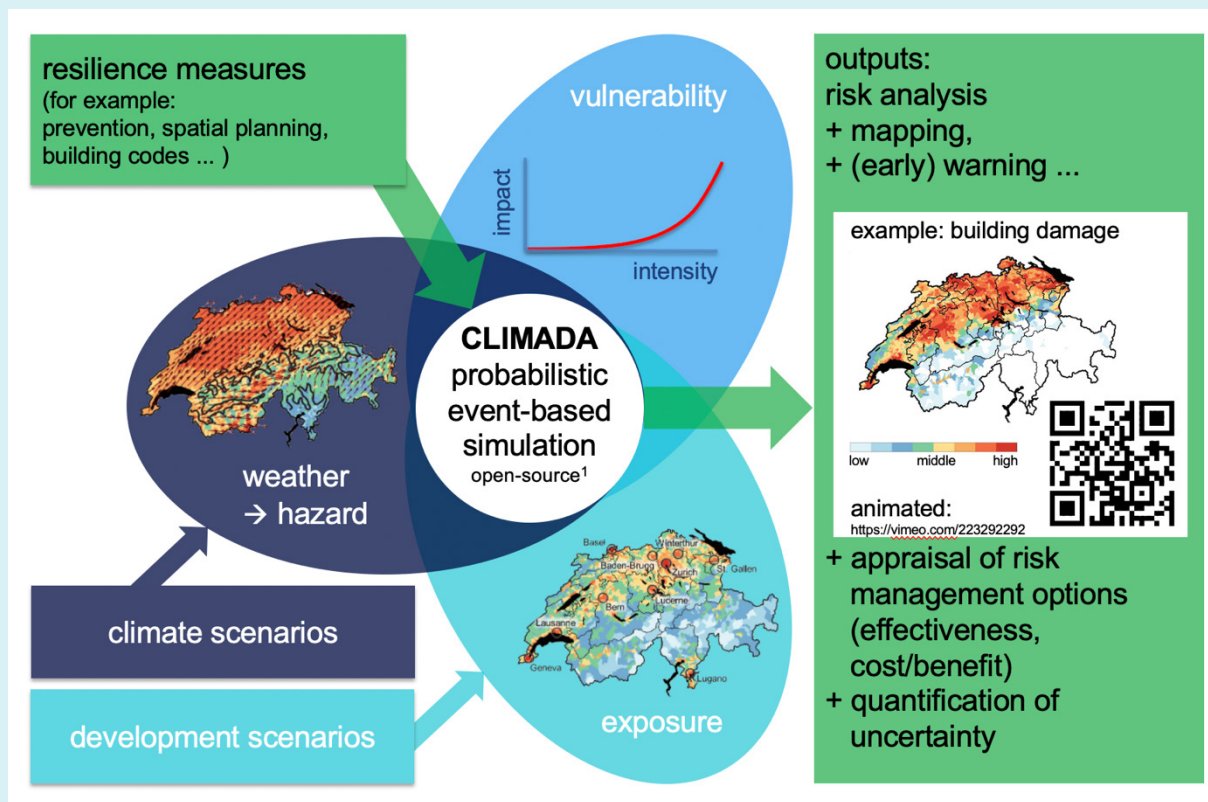 resilience measures
(for example:
prevention, spatial planning,
building codes ... )
vulnerability
impact
intensity
weather
→ hazard
CLIMADA
probabilistic
event-based
simulation
open-source¹
climate scenarios
development scenarios
Basel
Winterthur
Baden-Brugg
Zurich
St. Gallen
Bern
Lucerne
Lausanne
Geneva
Lugano
exposure
outputs:
risk analysis
+ mapping,
+ (early) warning ...
example: building damage
low middle high
animated:
https://vimeo.com/223292292
+ appraisal of risk
management options
(effectiveness,
cost/benefit)
+ quantification of
uncertainty